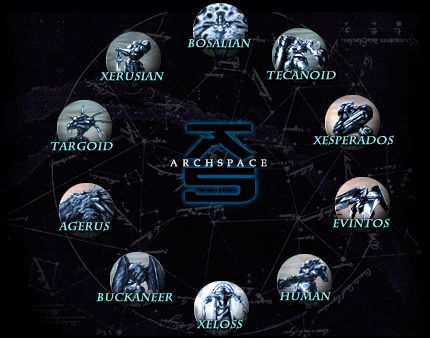 BOSALIAN
XERUSIAN
TECANOID
TARGOID
XESPERADOS
ARCHSPACE
AGERUS
EVINTOS
BUCKANEER
HUMAN
XELOSS